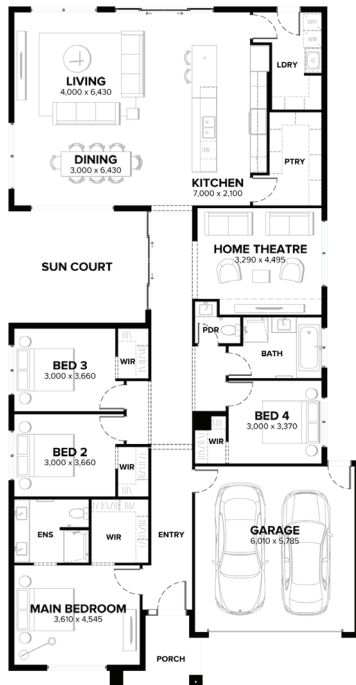 DRY
WM
LDRY
LIVING
4,000 x 6,430
DINING
3,000 x 6,430
DW
KITCHEN
7,000 x 2,100
PTRY
SUN COURT
HOME THEATRE
3,290 x 4,495
PDR
BATH
WIR
BED 3
3,000 x 3,660
BED 4
3,000 x 3,370
WIR
BED 2
3,000 x 3,660
WIR
ENS
WIR
ENTRY
GARAGE
6,010 x 5,785
MAIN BEDROOM
3,610 x 4,545
PORCH